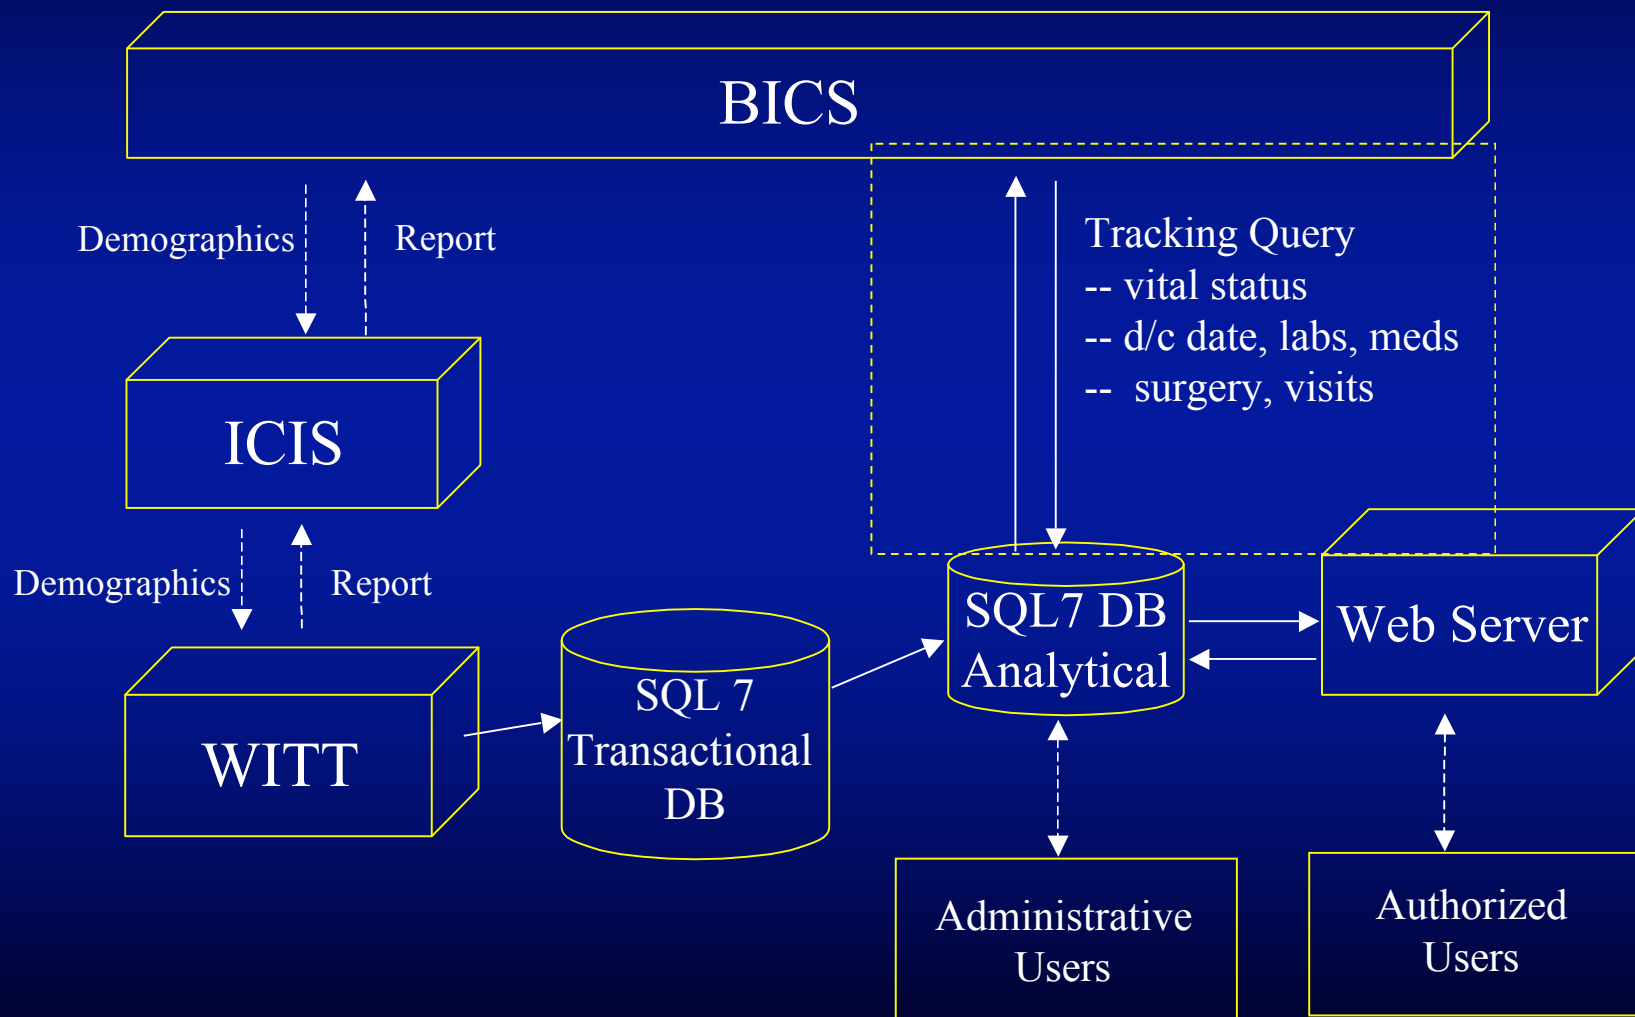 BICS
Demographics
Report
Tracking Query
-- vital status
-- d/c date, labs, meds
-- surgery, visits
ICIS
Demographics
Report
SQL7 DB
Analytical
Web Server
SQL 7
Transactional
DB
WITT
Administrative
Users
Authorized
Users